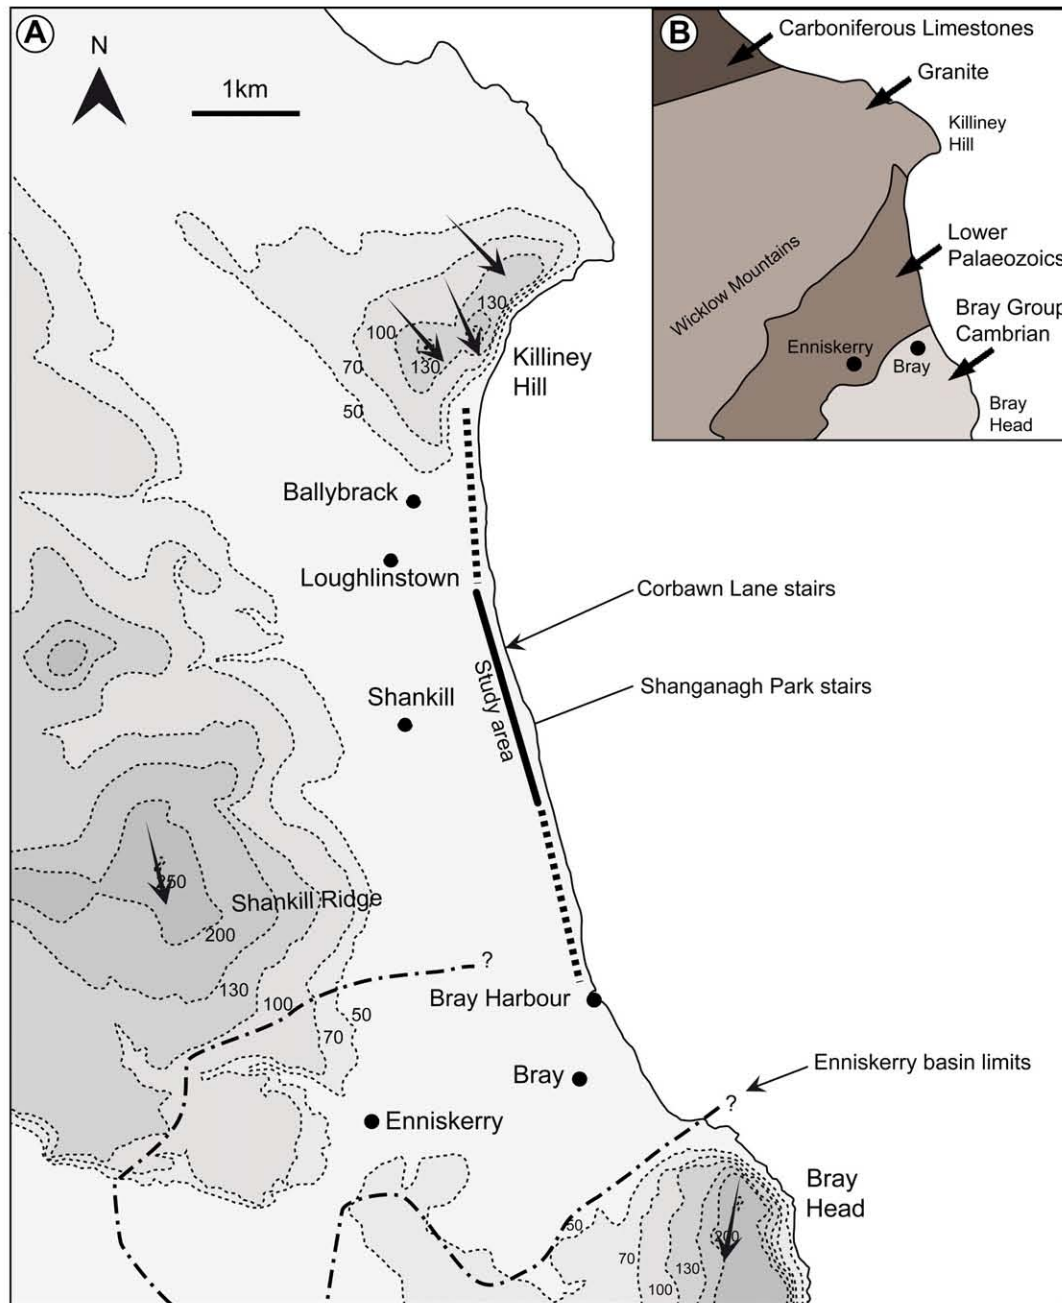 A
N
1km
B
Carboniferous Limestones
Granite
Killiney
Hill
Lower
Palaeozoics
Wicklow Mountains
Bray Group
Cambrian
Enniskerry
Bray
Bray
Head
130
100
130
70
50
Killiney
Hill
Ballybrack
Loughlinstown
Corbawn Lane stairs
Study area
Shanganagh Park stairs
Shankill
250
Shankill Ridge
200
130
100
50
70
?
Bray Harbour
Enniskerry basin limits
Bray
?
Enniskerry
Bray
Head
50
200
70
130
100